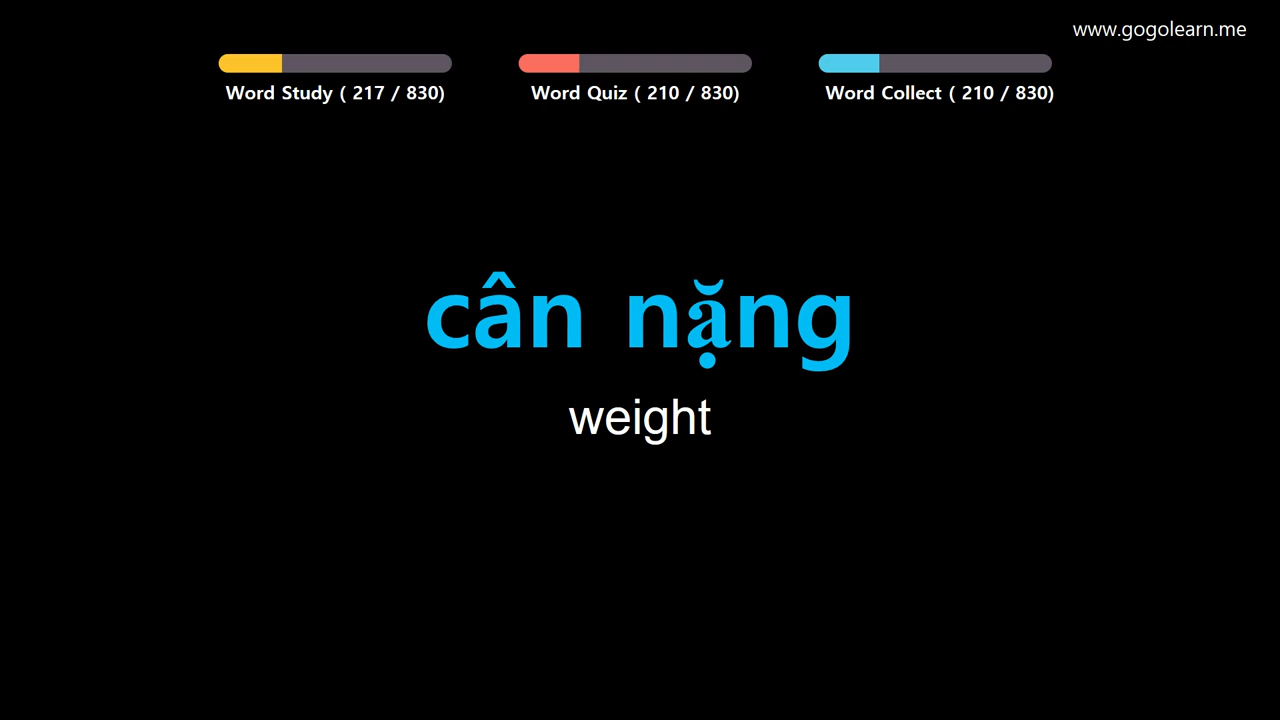 www.gogolearn.me
Word Study ( 217 / 830)
Word Quiz ( 210 / 830)
Word Collect ( 210 / 830)
cân nặng
weight